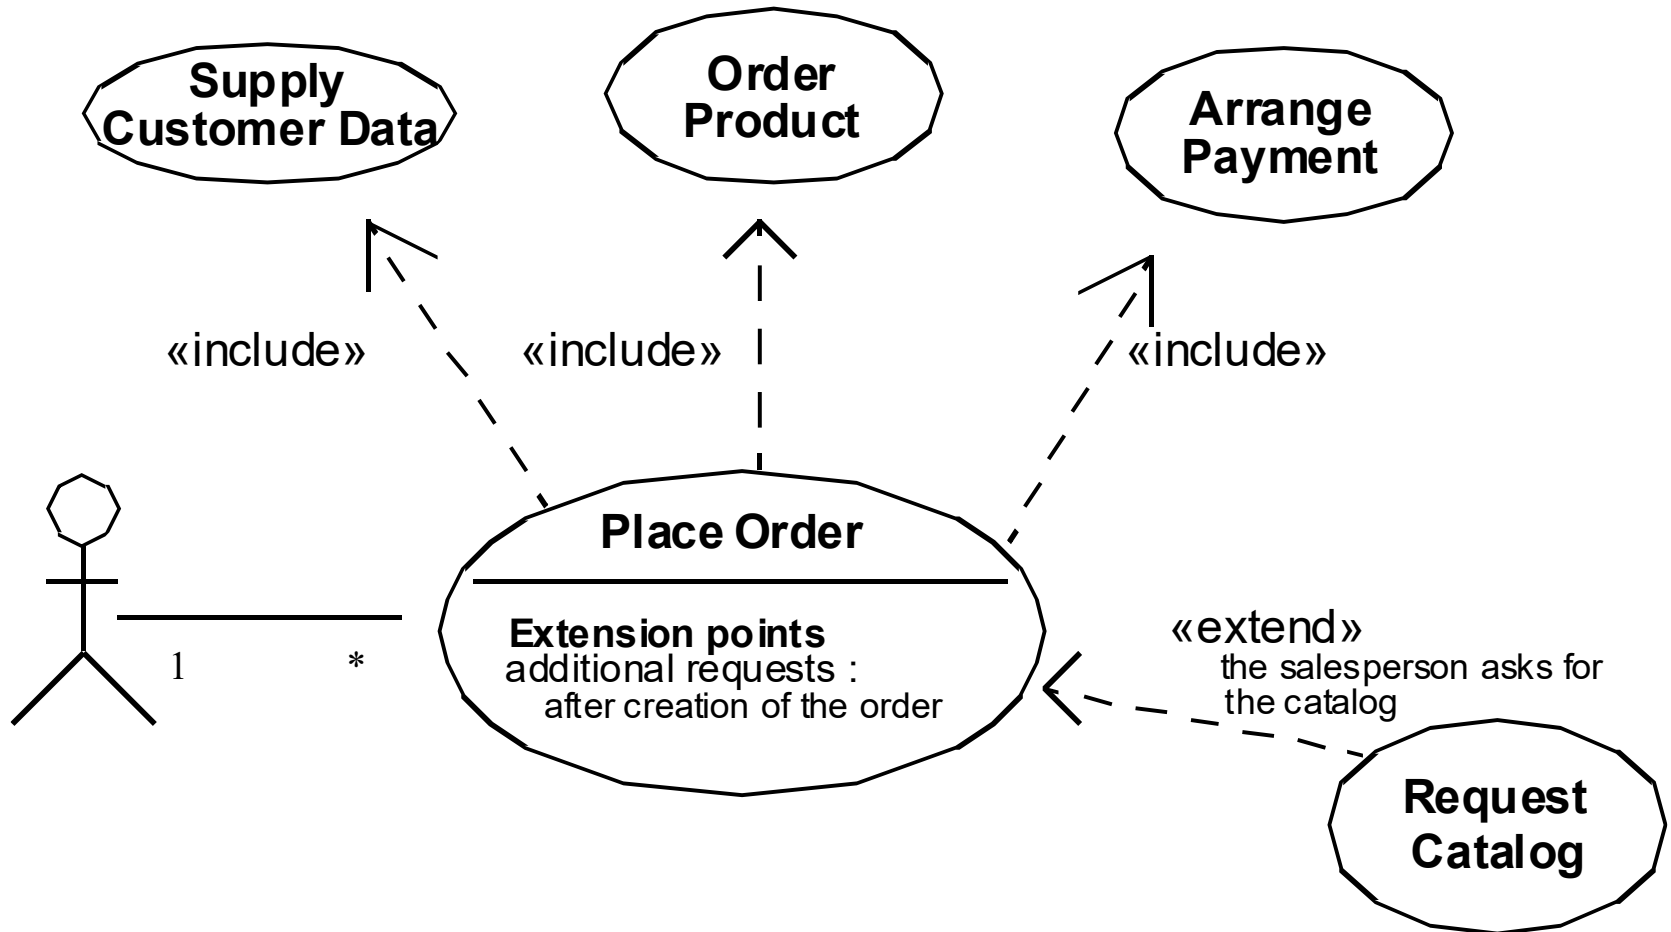 Supply
Customer Data
Order
Product
Arrange
Payment
«include»
«include»
«include»
Place Order
Extension points
additional requests :
after creation of the order
1
*
«extend»
the salesperson asks for
the catalog
Request
Catalog